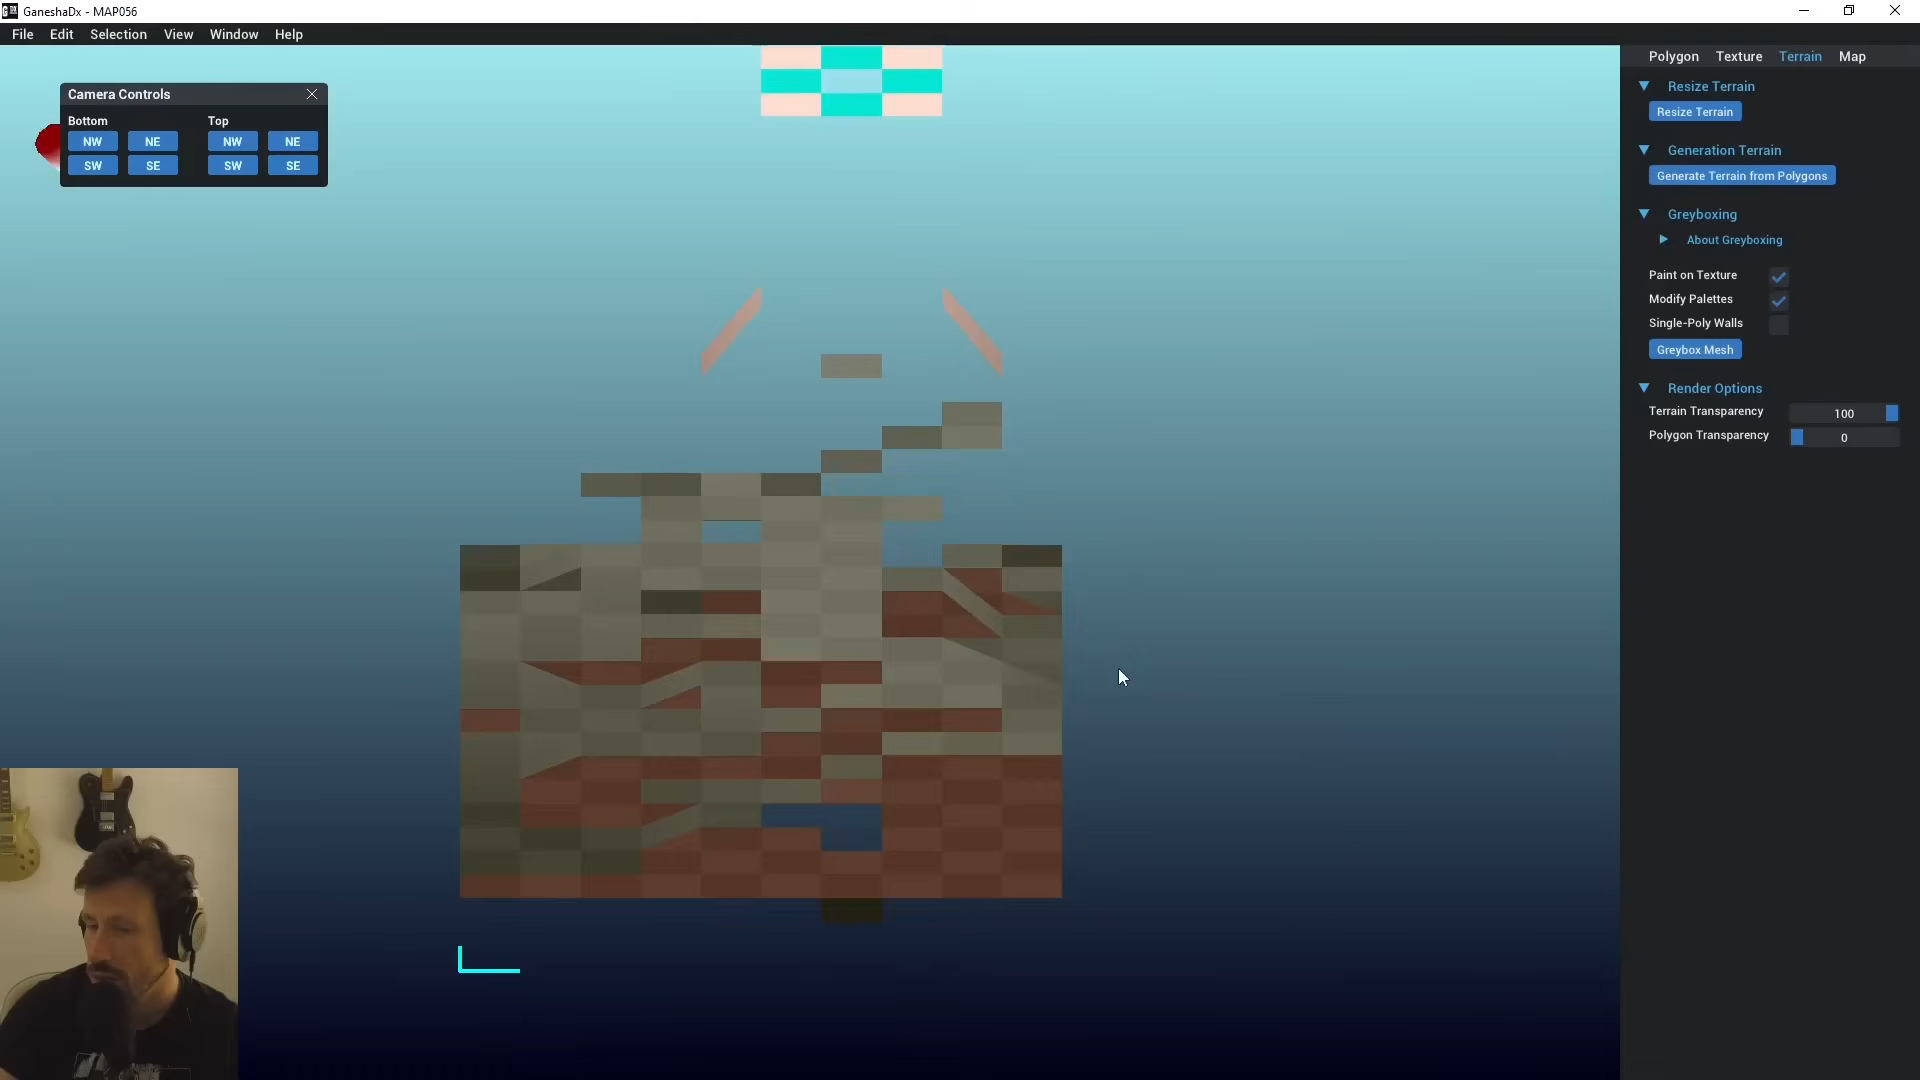 GaneshaDx - MAP056
File Edit Selection View Window Help
Camera Controls
Bottom Top
NW NE NW NE
SW SE SW SE
Polygon Texture Terrain Map
Resize Terrain
Resize Terrain
Generation Terrain
Generate Terrain from Polygons
Greyboxing
About Greyboxing
Paint on Texture
Modify Palettes
Single-Poly Walls
Greybox Mesh
Render Options
Terrain Transparency 100
Polygon Transparency 0